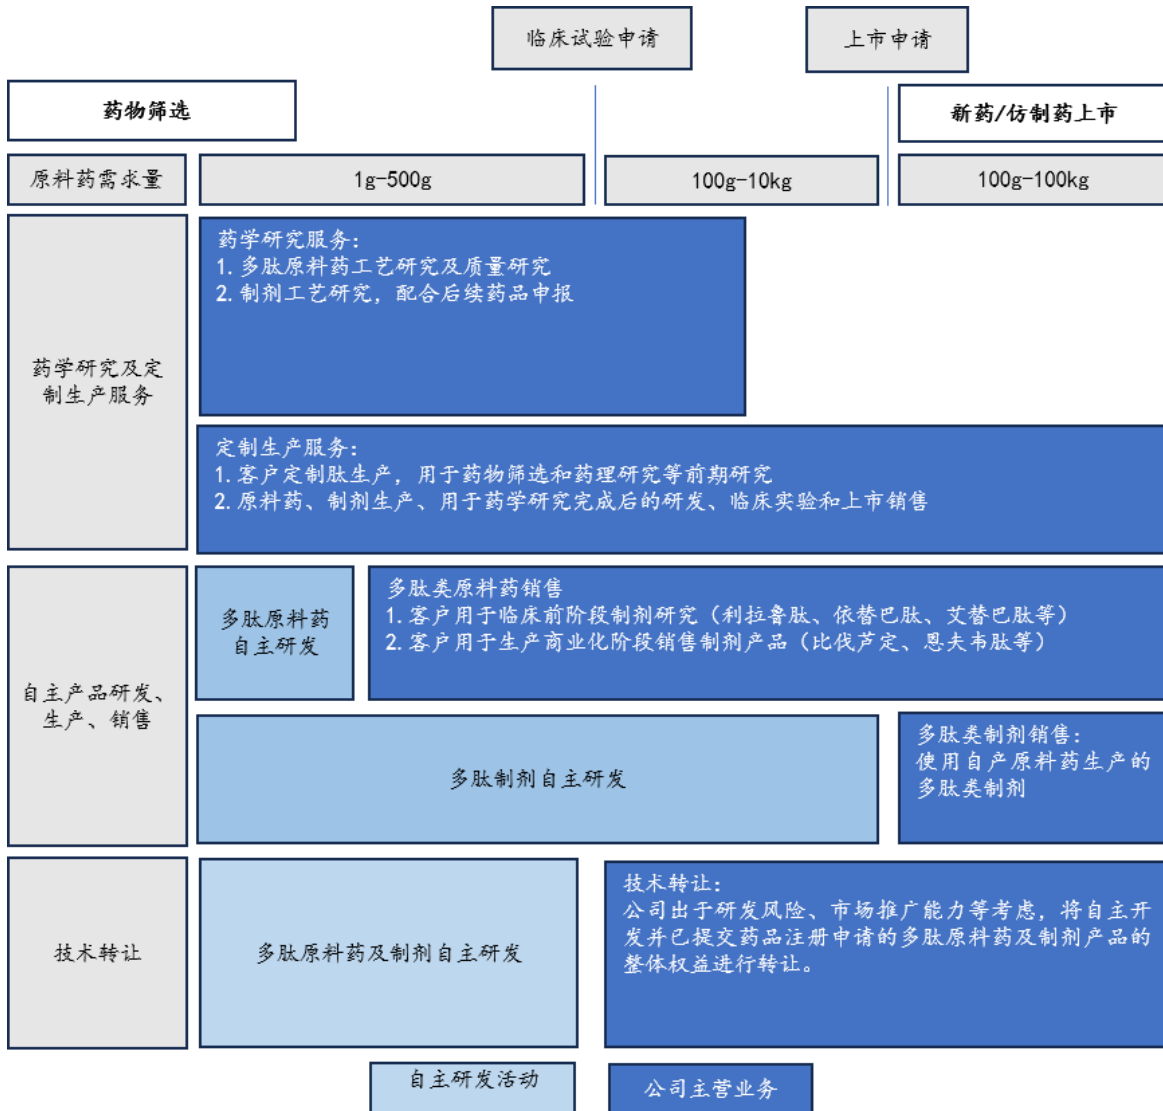 临床试验申请
上市申请
药物筛选
新药/仿制药上市
原料药需求量
1g-500g
100g-10kg
100g-100kg
药学研究及定
制生产服务
药学研究服务：
1. 多肽原料药工艺研究及质量研究
2. 制剂工艺研究，配合后续药品申报
定制生产服务：
1. 客户定制肽生产，用于药物筛选和药理研究等前期研究
2. 原料药、制剂生产、用于药学研究完成后的研发、临床实验和上市销售
自主产品研发、
生产、销售
多肽原料药
自主研发
多肽类原料药销售
1. 客户用于临床前阶段制剂研究（利拉鲁肽、依替巴肽、艾替巴肽等）
2. 客户用于生产商业化阶段销售制剂产品（比伐芦定、恩夫韦肽等）
多肽制剂自主研发
多肽类制剂销售：
使用自产原料药生产的
多肽类制剂
技术转让
多肽原料药及制剂自主研发
技术转让：
公司出于研发风险、市场推广能力等考虑，将自主开
发并已提交药品注册申请的多肽原料药及制剂产品的
整体权益进行转让。
自主研发活动
公司主营业务